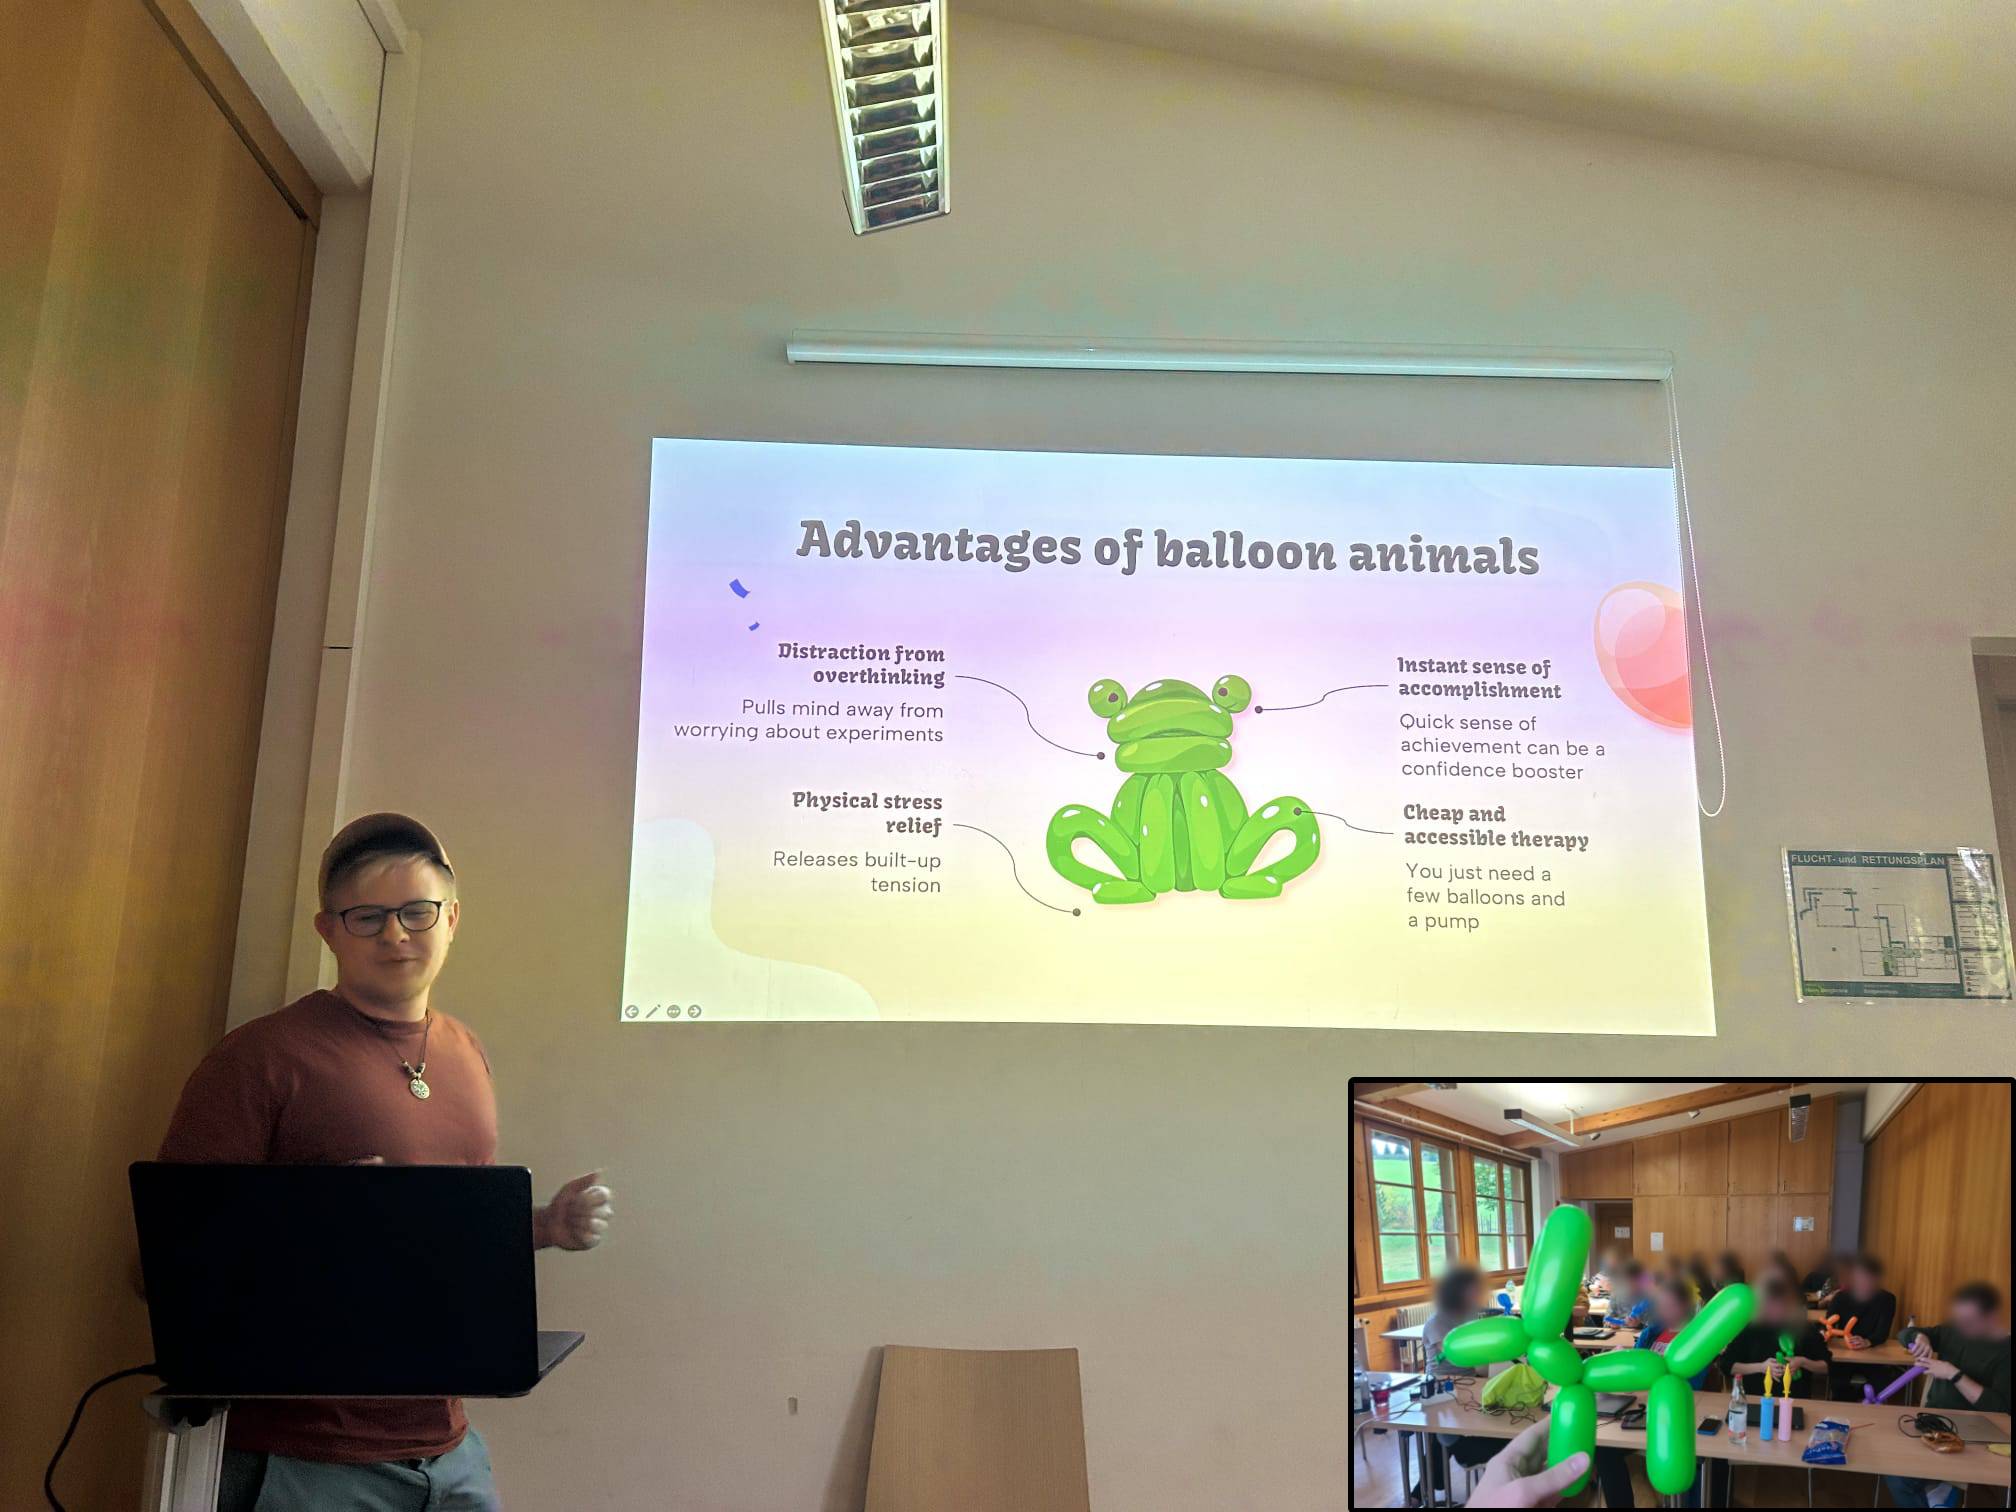 Advantages of balloon animals
Distraction from
overthinking
Pulls mind away from
worrying about experiments
Physical stress
relief
Releases built-up
tension
Instant sense of
accomplishment
Quick sense of
achievement can be a
confidence booster
Cheap and
accessible therapy
You just need a
few balloons and
a pump
FLUCHT- und RETTUNGSPLAN